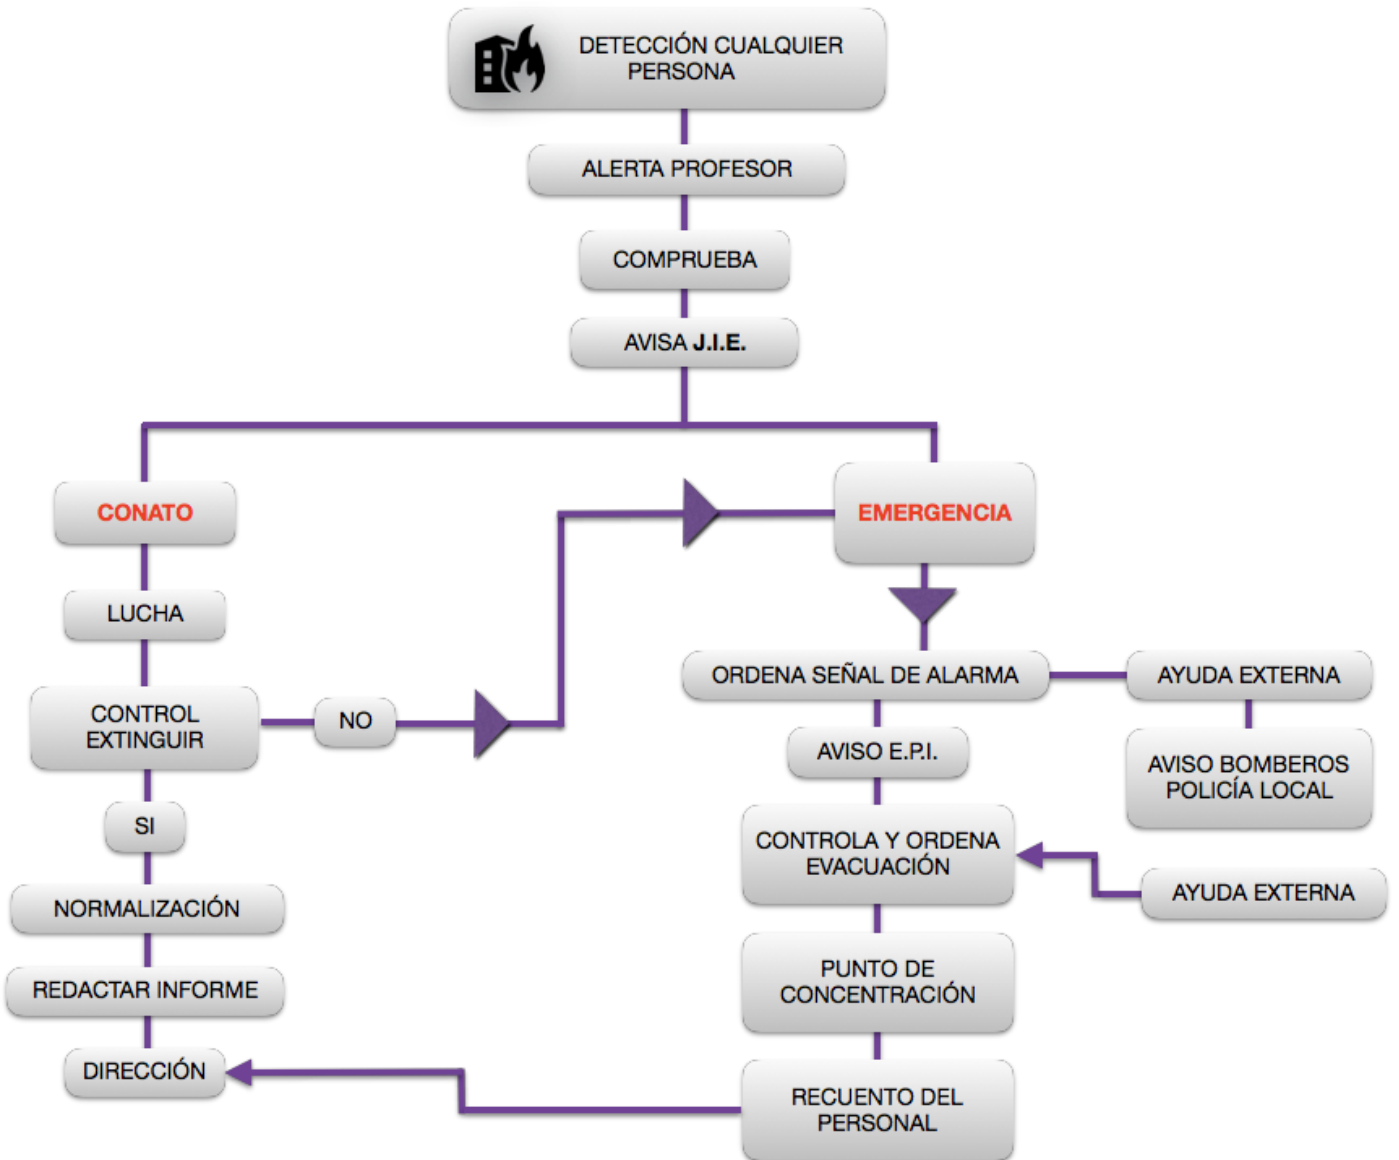 DETECCIÓN CUALQUIER
PERSONA
ALERTA PROFESOR
COMPRUEBA
AVISA J.I.E.
CONATO
LUCHA
CONTROL
EXTINGUIR
NO
SI
NORMALIZACIÓN
REDACTAR INFORME
DIRECCIÓN
EMERGENCIA
ORDENA SEÑAL DE ALARMA
AYUDA EXTERNA
AVISO BOMBEROS
POLICÍA LOCAL
AVISO E.P.I.
CONTROLA Y ORDENA
EVACUACIÓN
AYUDA EXTERNA
PUNTO DE
CONCENTRACIÓN
RECUENTO DEL
PERSONAL